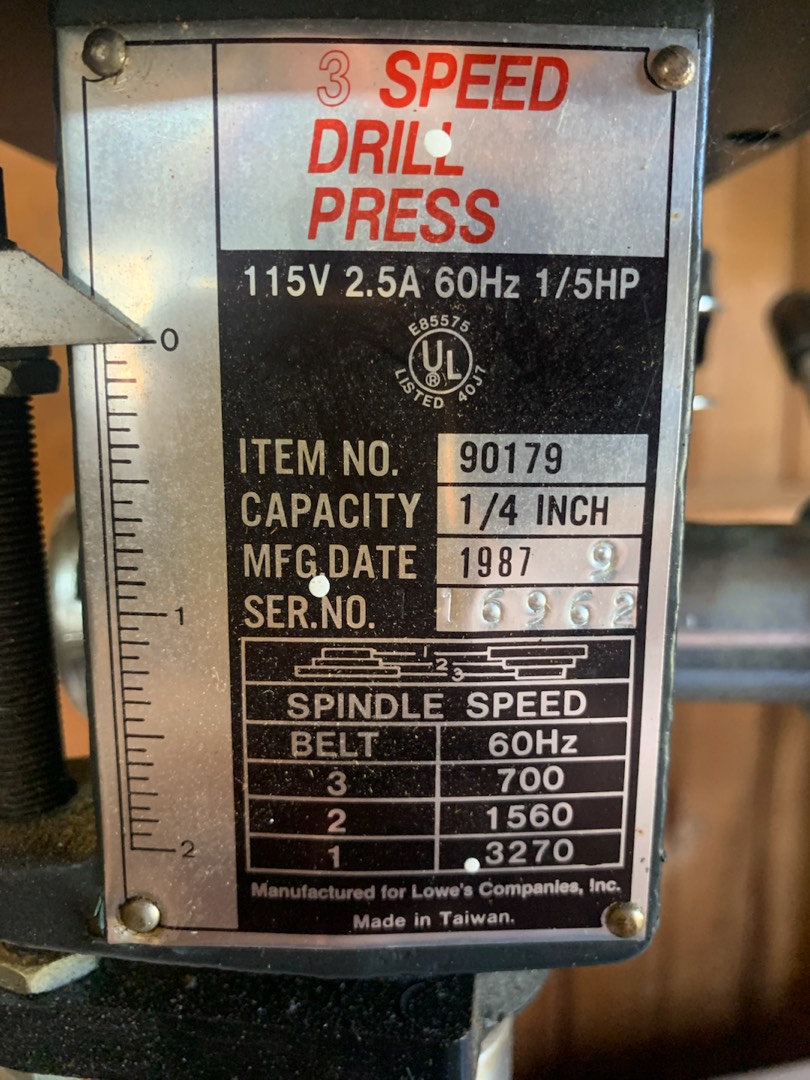 3 SPEED
DRILL
PRESS
115V 2.5A 60Hz 1/5HP
E85575
UL
®
LISTED 40J7
0
1
2
ITEM NO. 90179
CAPACITY 1/4 INCH
MFG.DATE 1987 9
SER.NO. 16962
1
2
3
SPINDLE SPEED
BELT 60Hz
3 700
2 1560
1 3270
Manufactured for Lowe's Companies, Inc.
Made in Taiwan.